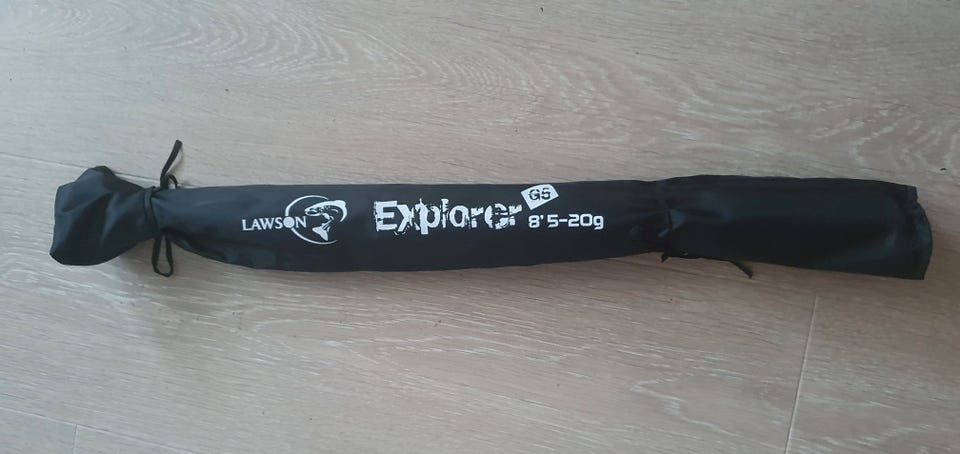 LAWSON
Explorer
GS
8'5-20g